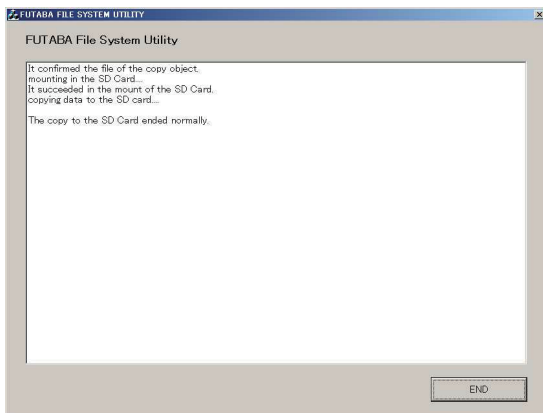 FUTABA FILE SYSTEM UTILITY
FUTABA File System Utility
It confirmed the file of the copy object.
mounting in the SD Card...
It succeeded in the mount of the SD Card.
copying data to the SD card...
The copy to the SD Card ended normally.
END